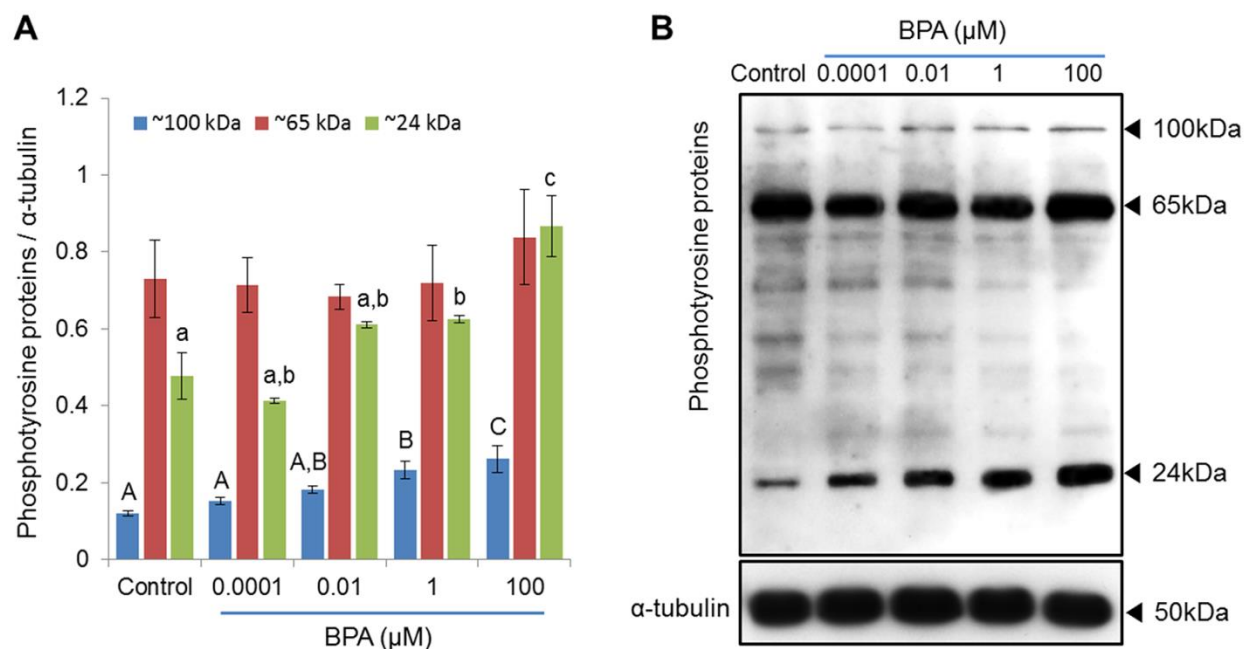 A
1.2
1
0.8
0.6
0.4
0.2
0
Phosphotyrosine proteins / α-tubulin
~100 kDa ~65 kDa ~24 kDa
A a
A a,b
A,B a,b
B b
C c
Control 0.0001 0.01 1 100
BPA (µM)
B
BPA (µM)
Control 0.0001 0.01 1 100
Phosphotyrosine proteins
100kDa
65kDa
24kDa
α-tubulin
50kDa